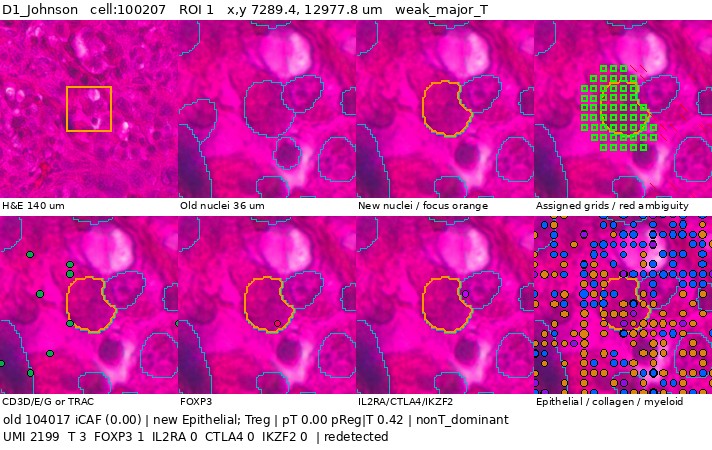 D1_Johnson cell:100207 ROI 1 x,y 7289.4, 12977.8 um weak_major_T
H&E 140 um
Old nuclei 36 um
New nuclei / focus orange
Assigned grids / red ambiguity
CD3D/E/G or TRAC
FOXP3
IL2RA/CTLA4/IKZF2
Epithelial / collagen / myeloid
old 104017 iCAF (0.00) | new Epithelial; Treg | pT 0.00 pReg|T 0.42 | nonT_dominant
UMI 2199 T 3 FOXP3 1 IL2RA 0 CTLA4 0 IKZF2 0 | redetected